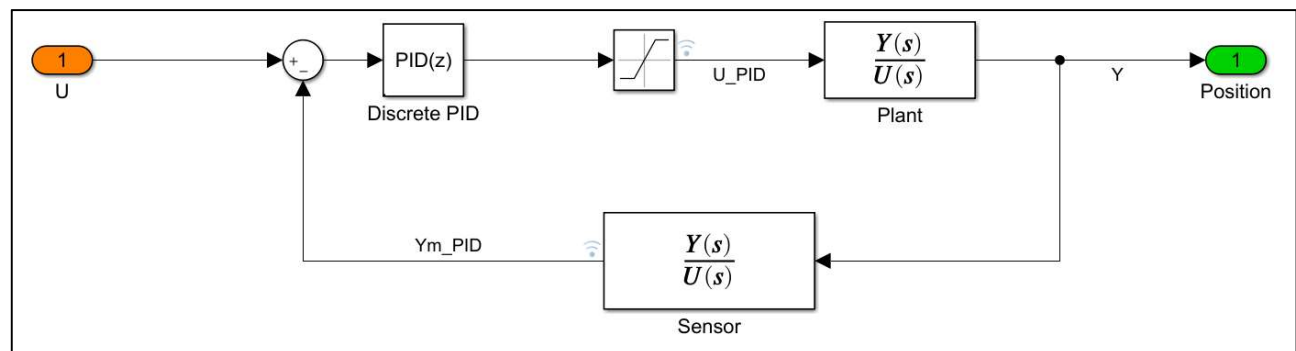 1
U
+
−
PID(z)
Discrete PID
U_PID
Y(s)
U(s)
Plant
Y
1
Position
Ym_PID
Y(s)
U(s)
Sensor